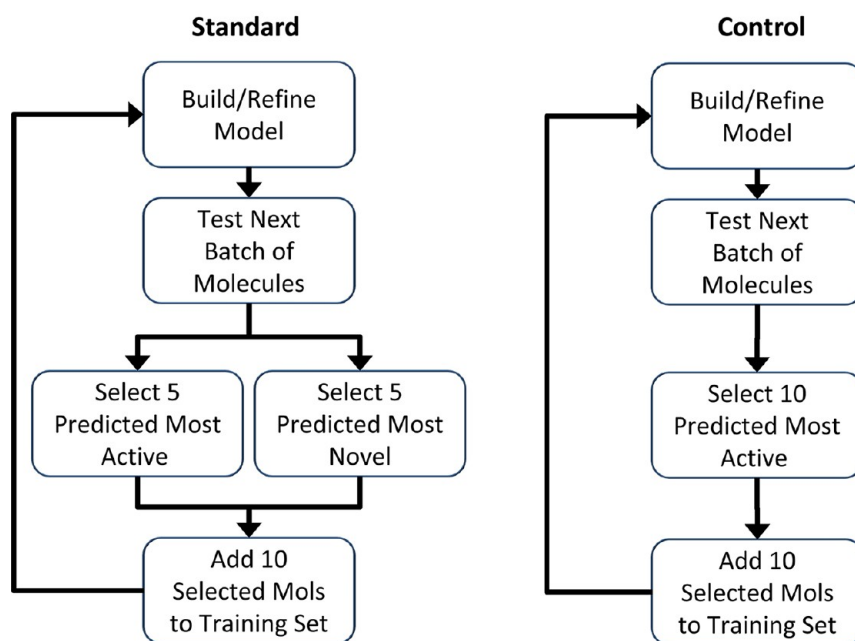 Standard
Build/Refine
Model
Test Next
Batch of
Molecules
Select 5
Predicted Most
Active
Select 5
Predicted Most
Novel
Add 10
Selected Mols
to Training Set
Control
Build/Refine
Model
Test Next
Batch of
Molecules
Select 10
Predicted Most
Active
Add 10
Selected Mols
to Training Set